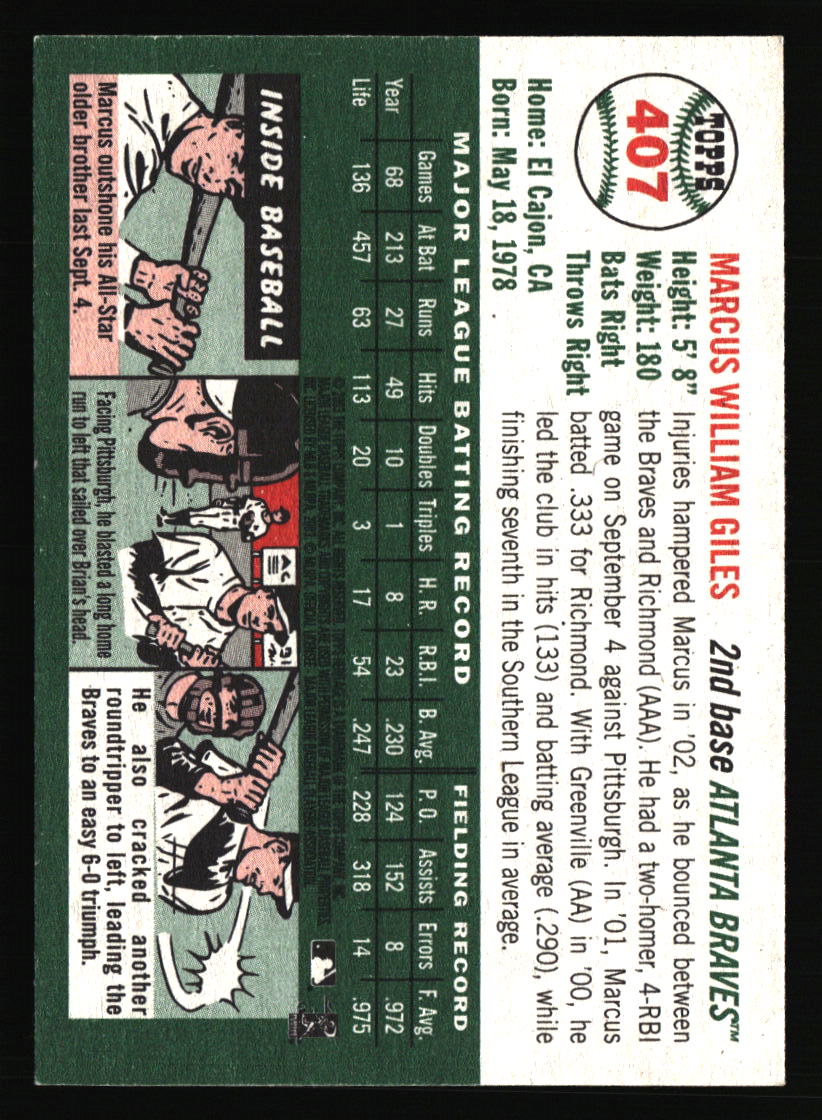 TOPPS
407
MARCUS WILLIAM GILES 2nd base ATLANTA BRAVES™
Height: 5' 8"
Weight: 180
Bats Right
Throws Right
Home: El Cajon, CA
Born: May 18, 1978
Injuries hampered Marcus in '02, as he bounced between
the Braves and Richmond (AAA). He had a two-homer, 4-RBI
game on September 4 against Pittsburgh. In '01, Marcus
batted .333 for Richmond. With Greenville (AA) in '00, he
led the club in hits (133) and batting average (.290), while
finishing seventh in the Southern League in average.
MAJOR LEAGUE BATTING RECORD FIELDING RECORD
Games At Bat Runs Hits Doubles Triples H. R. R.B.I. B. Avg. P. O. Assists Errors F. Avg.
Year 68 213 27 49 10 1 8 23 .230 124 152 8 .972
Life 136 457 63 113 20 3 17 54 .247 228 318 14 .975
INSIDE BASEBALL
Marcus outshone his All-Star
older brother last Sept. 4.
Facing Pittsburgh, he blasted a long home
run to left that sailed over Brian's head.
He also cracked another
roundtripper to left, leading the
Braves to an easy 6-0 triumph.